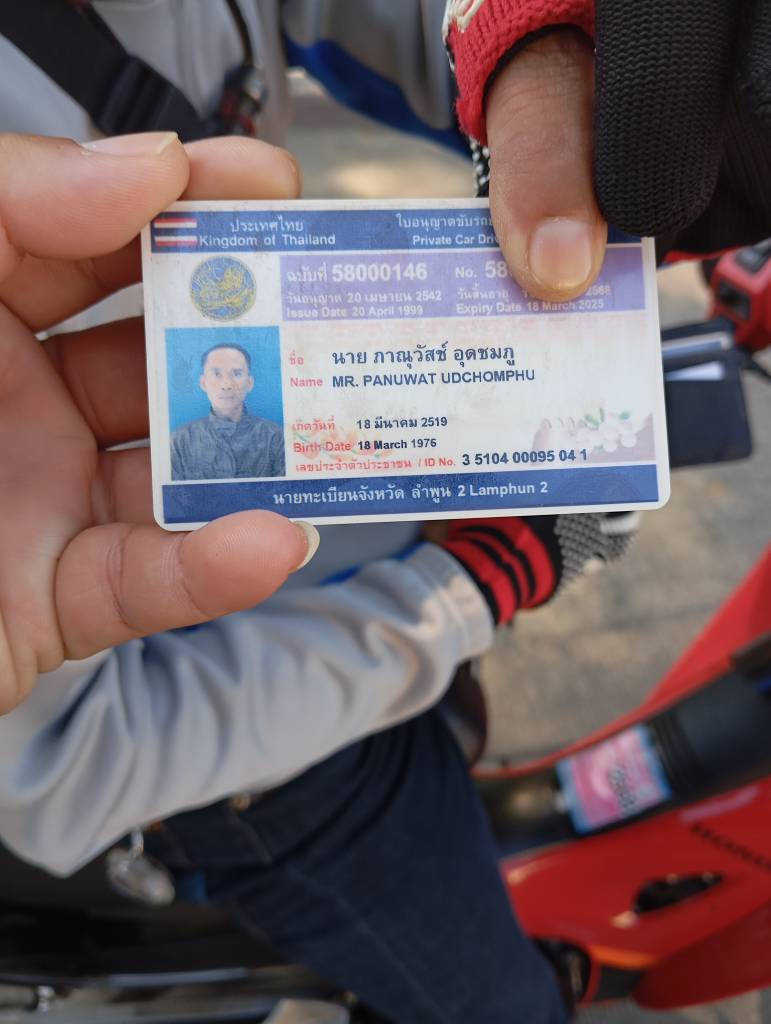 ประเทศไทย
Kingdom of Thailand
ใบอนุญาตขับรถ
Private Car
ฉบับที่ 58000146 No. 58
วันอนุญาต 20 เมษายน 2542 วันสิ้นอายุ 2568
Issue Date 20 April 1999 Expiry Date 18 March 2025
ชื่อ นาย ภาณุวัสช์ อุดชมภู
Name MR. PANUWAT UDCHOMPHU
เกิดวันที่ 18 มีนาคม 2519
Birth Date 18 March 1976
เลขประจำตัวประชาชน / ID No. 3 5104 00095 04 1
นายทะเบียนจังหวัด ลำพูน 2 Lamphun 2